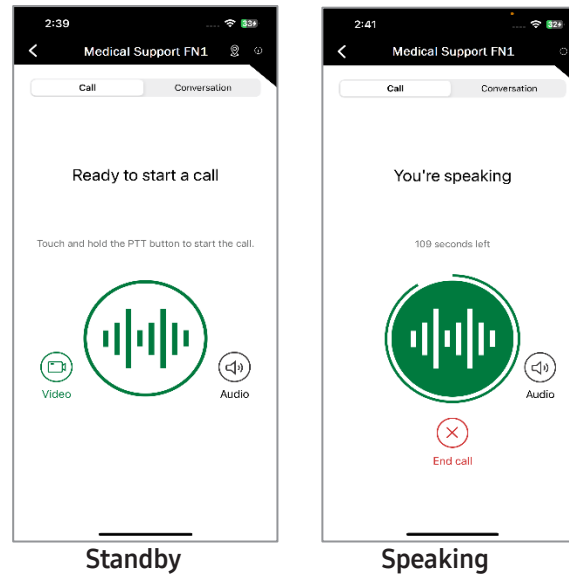 2:39
33
Medical Support FN1
Call Conversation
Ready to start a call
Touch and hold the PTT button to start the call.
Video
Audio
Standby
2:41
32
Medical Support FN1
Call Conversation
You're speaking
109 seconds left
Audio
End call
Speaking